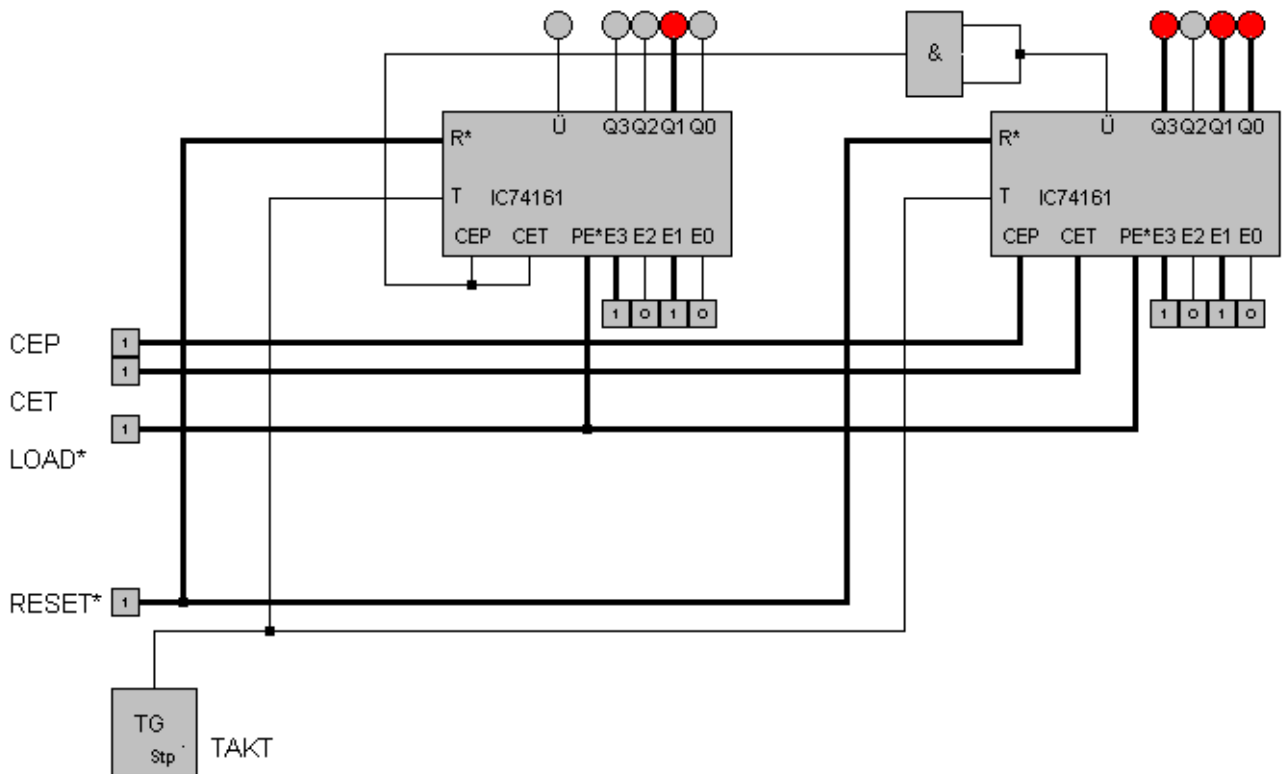 &
Ü Q3 Q2 Q1 Q0
Ü Q3 Q2 Q1 Q0
R*
R*
T IC74161
T IC74161
CEP CET PE* E3 E2 E1 E0
CEP CET PE* E3 E2 E1 E0
1 0 1 0
1 0 1 0
CEP 1
1
CET
1
LOAD*
RESET* 1
TG
Stp
TAKT